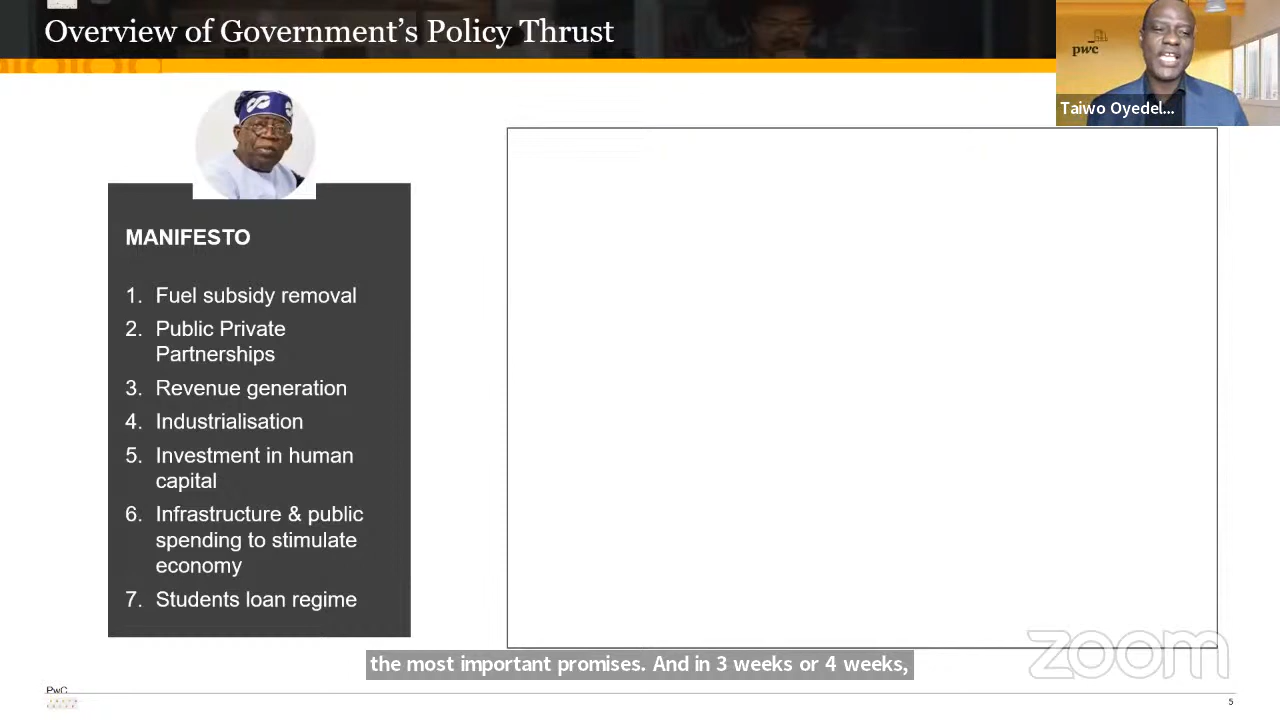 Overview of Government's Policy Thrust
pwc
Taiwo Oyedel...
MANIFESTO
1. Fuel subsidy removal
2. Public Private
Partnerships
3. Revenue generation
4. Industrialisation
5. Investment in human
capital
6. Infrastructure & public
spending to stimulate
economy
7. Students loan regime
zoom
the most important promises. And in 3 weeks or 4 weeks,
PwC
5